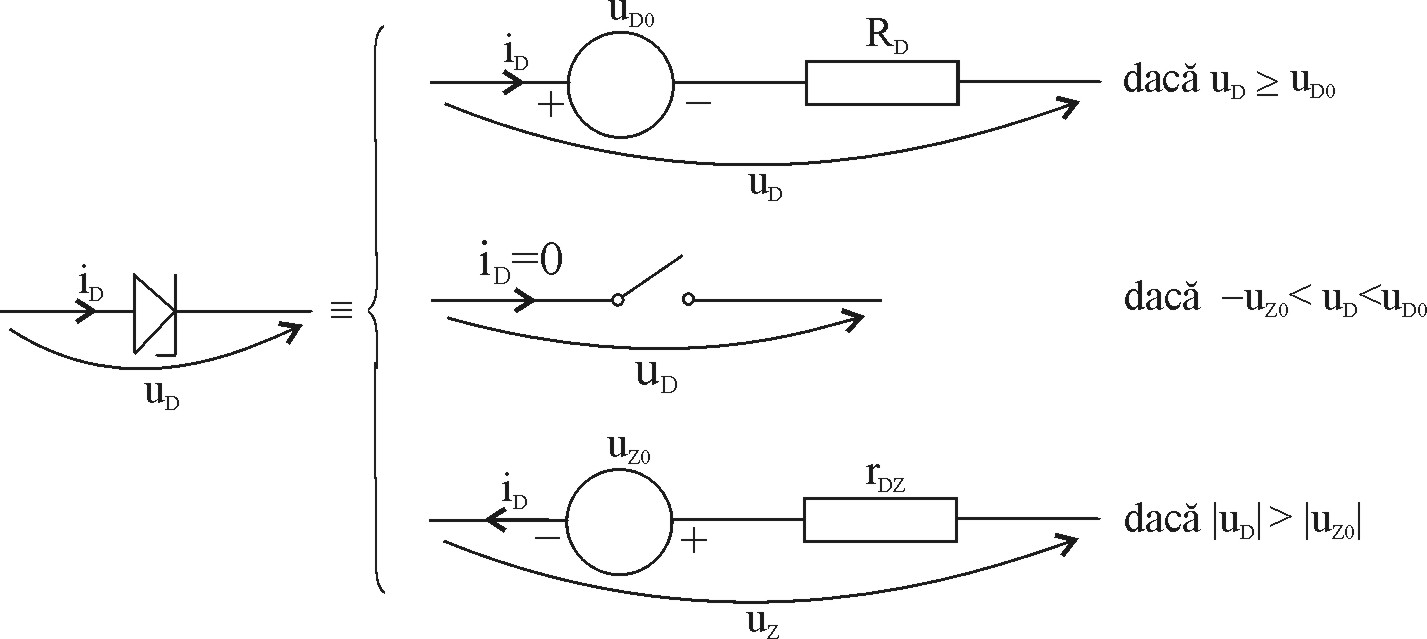 u_D0
R_D
i_D
+
−
dacă u_D ≥ u_D0
u_D
i_D=0
i_D
≡
dacă −u_Z0< u_D<u_D0
u_D
u_D
u_Z0
r_DZ
i_D
−
+
dacă |u_D| > |u_Z0|
u_Z